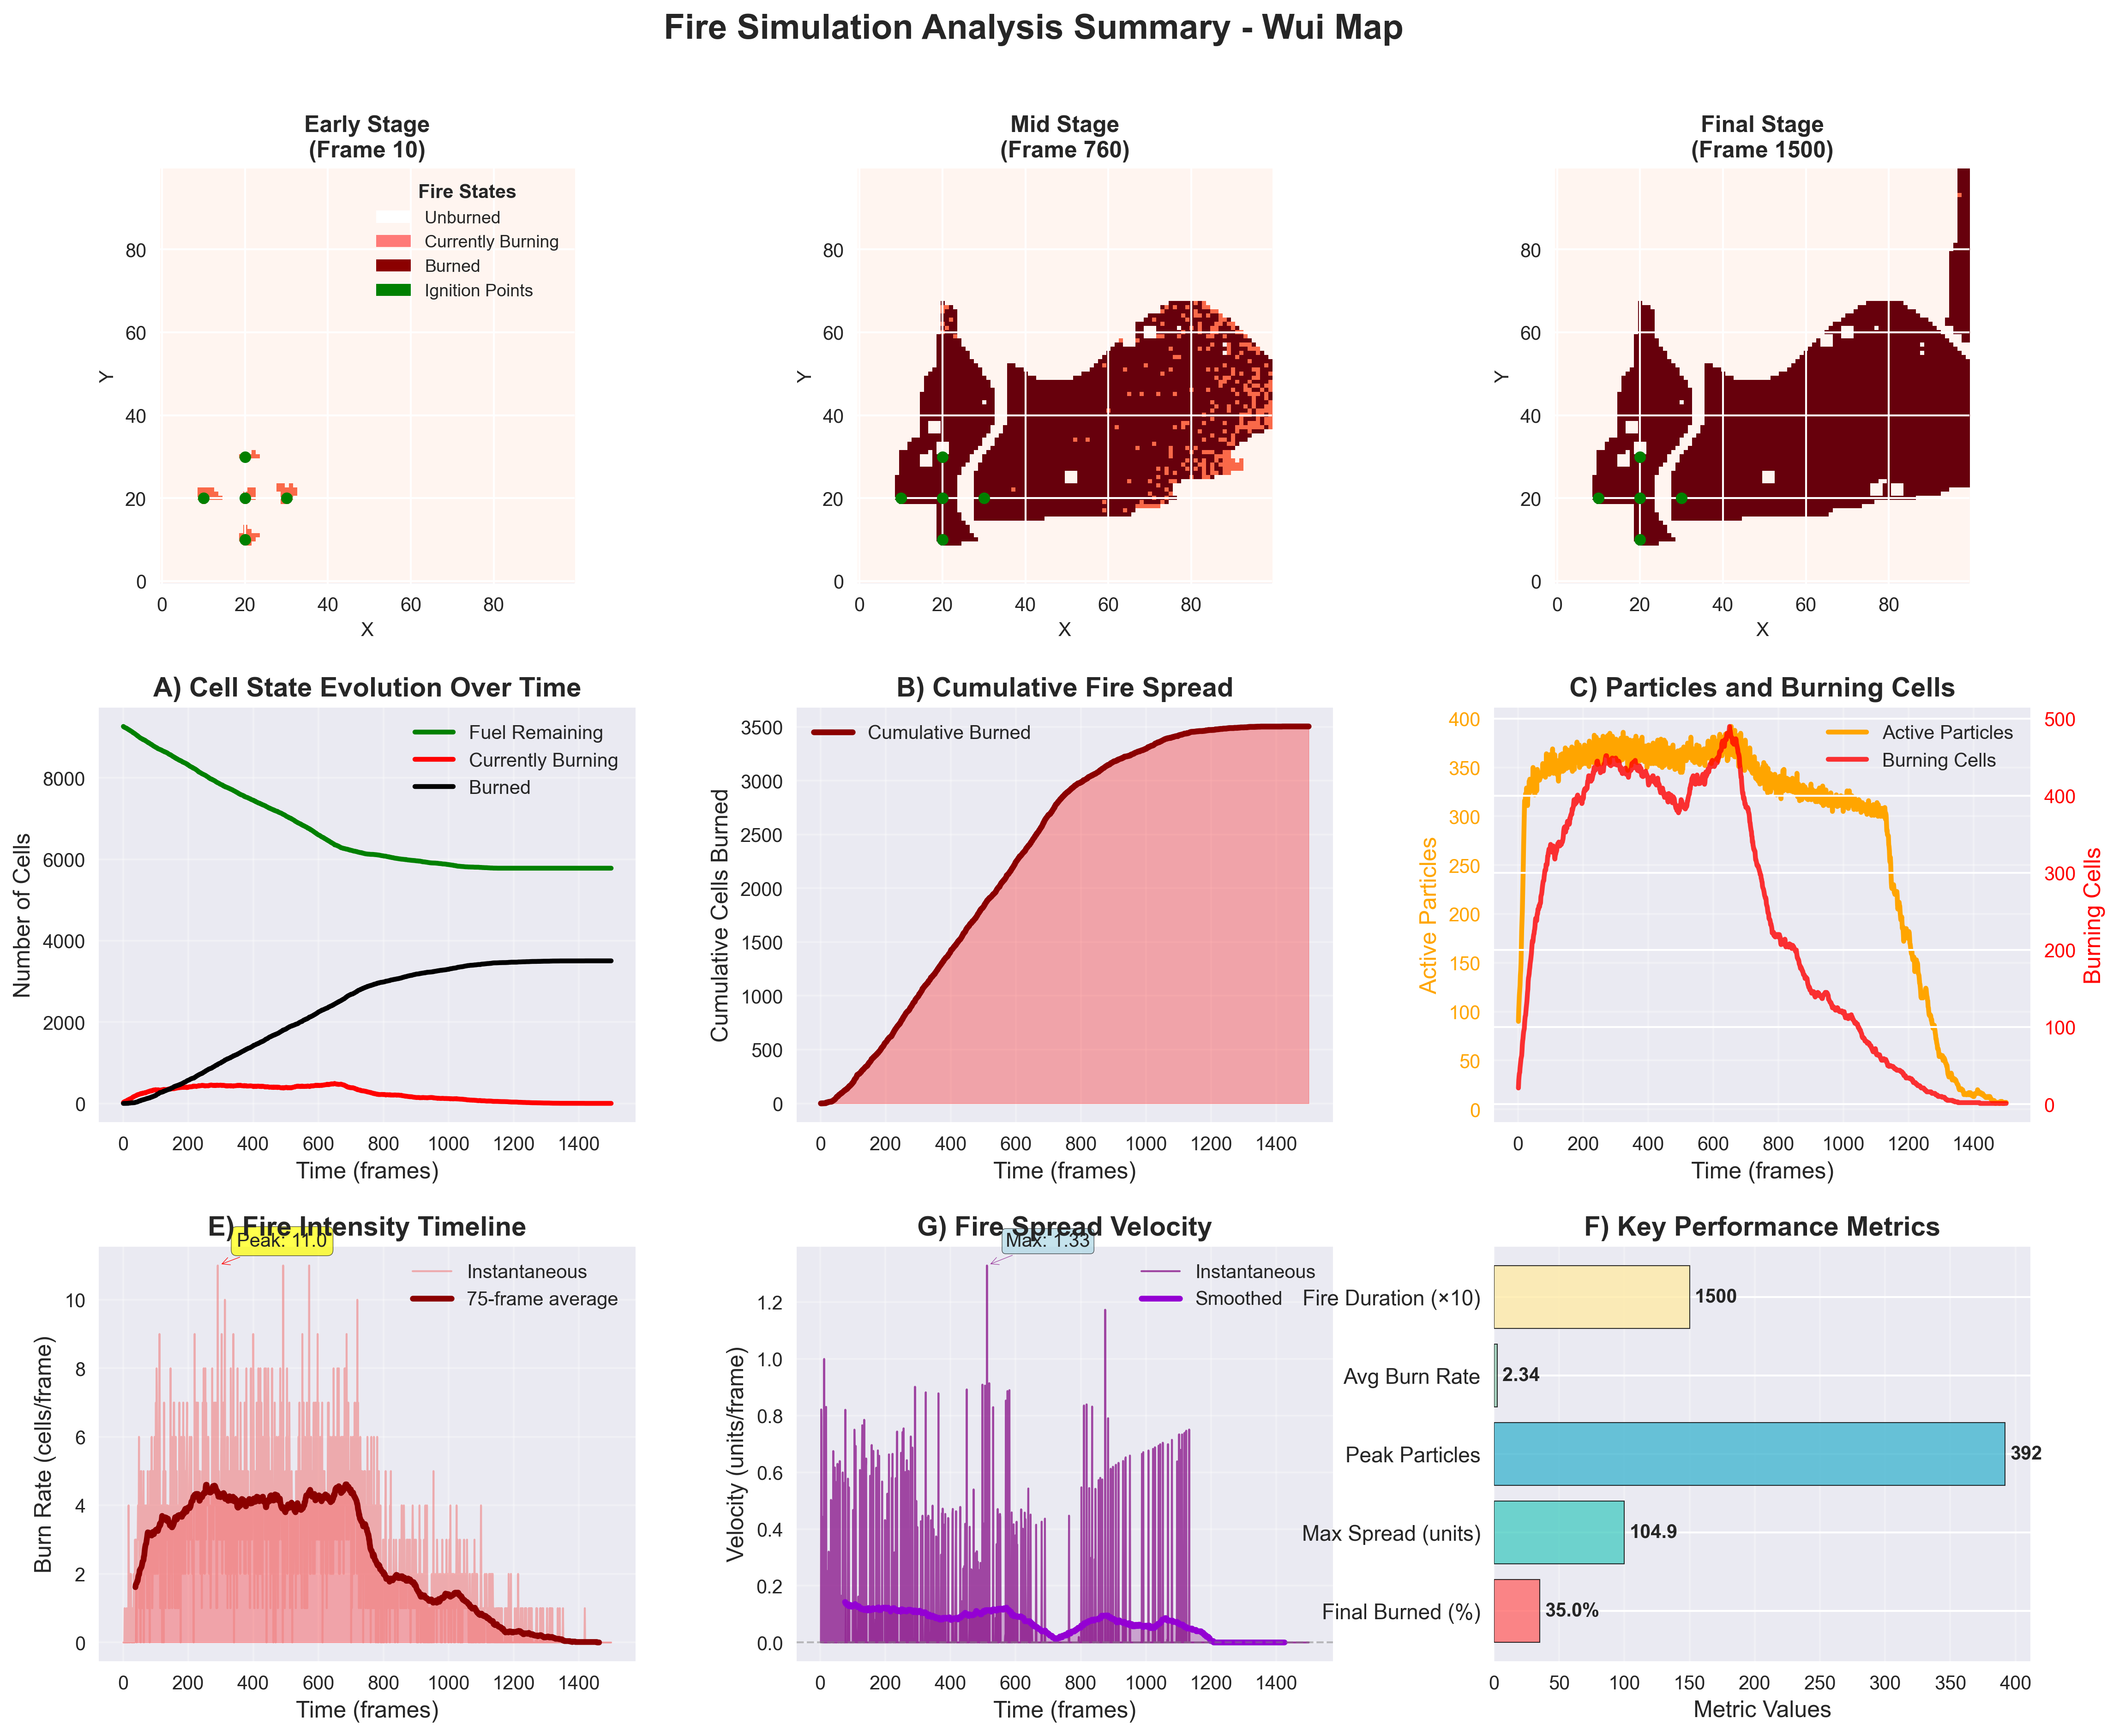 Fire Simulation Analysis Summary - Wui Map
Early Stage
(Frame 10)
Fire States
Unburned
Currently Burning
Burned
Ignition Points
Y
80
60
40
20
0
0 20 40 60 80
X
Mid Stage
(Frame 760)
Y
80
60
40
20
0
0 20 40 60 80
X
Final Stage
(Frame 1500)
Y
80
60
40
20
0
0 20 40 60 80
X
A) Cell State Evolution Over Time
Fuel Remaining
Currently Burning
Burned
Number of Cells
8000
6000
4000
2000
0
0 200 400 600 800 1000 1200 1400
Time (frames)
B) Cumulative Fire Spread
Cumulative Burned
Cumulative Cells Burned
3500
3000
2500
2000
1500
1000
500
0
0 200 400 600 800 1000 1200 1400
Time (frames)
C) Particles and Burning Cells
Active Particles
Burning Cells
Active Particles
400
350
300
250
200
150
100
50
0
500
400
300
200
100
0
Burning Cells
0 200 400 600 800 1000 1200 1400
Time (frames)
E) Fire Intensity Timeline
Peak: 11.0
Instantaneous
75-frame average
Burn Rate (cells/frame)
10
8
6
4
2
0
0 200 400 600 800 1000 1200 1400
Time (frames)
G) Fire Spread Velocity
Max: 1.33
Instantaneous
Smoothed
Velocity (units/frame)
1.2
1.0
0.8
0.6
0.4
0.2
0.0
0 200 400 600 800 1000 1200 1400
Time (frames)
F) Key Performance Metrics
Fire Duration (×10) 1500
Avg Burn Rate 2.34
Peak Particles 392
Max Spread (units) 104.9
Final Burned (%) 35.0%
0 50 100 150 200 250 300 350 400
Metric Values